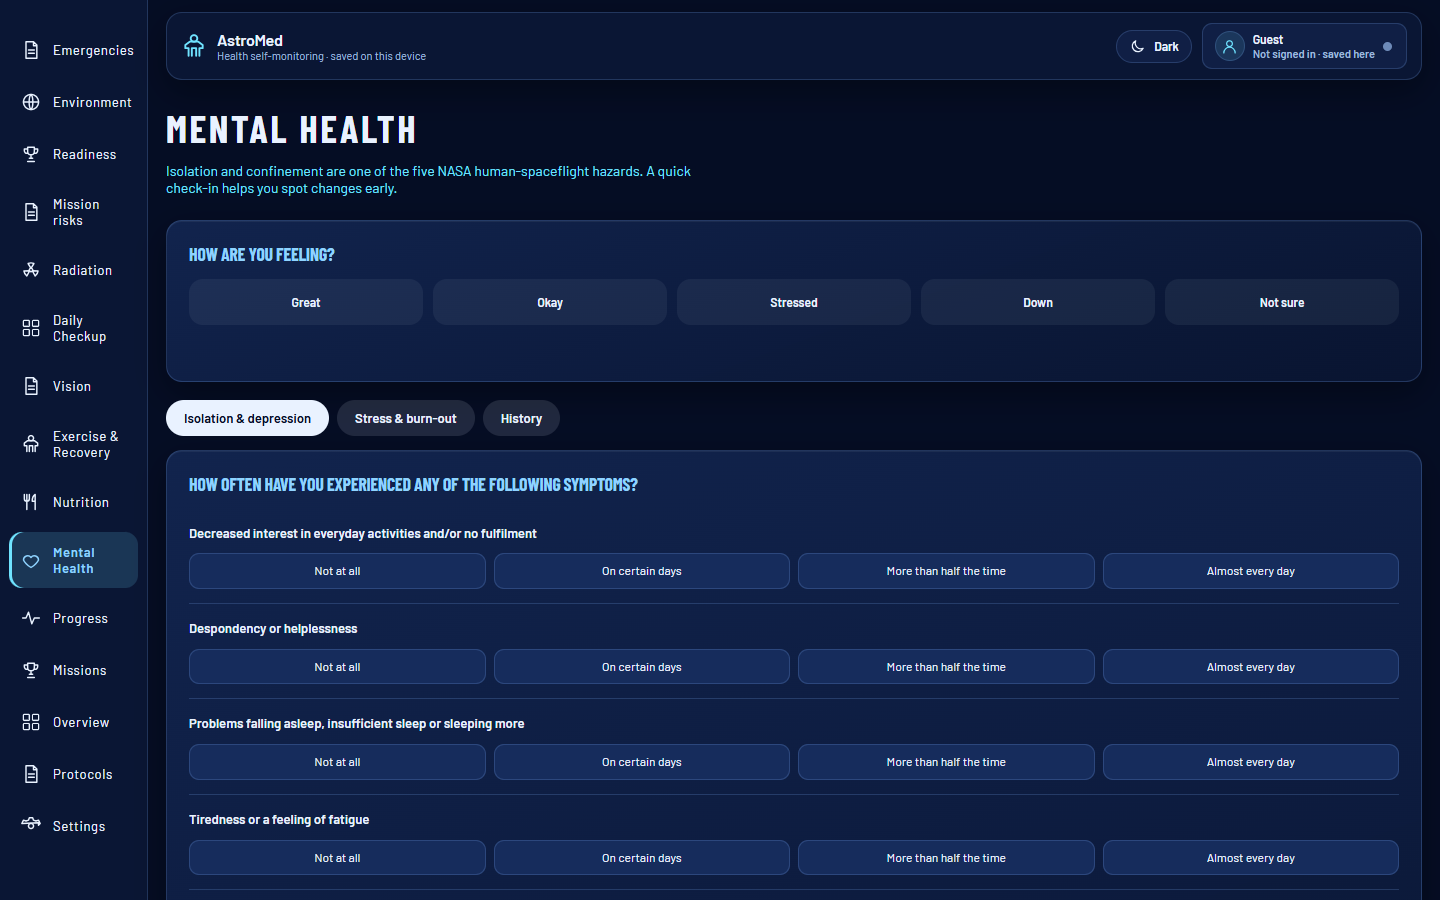 Emergencies
Environment
Readiness
Mission
risks
Radiation
Daily
Checkup
Vision
Exercise &
Recovery
Nutrition
Mental
Health
Progress
Missions
Overview
Protocols
Settings
AstroMed
Health self-monitoring · saved on this device
Dark
Guest
Not signed in · saved here
MENTAL HEALTH
Isolation and confinement are one of the five NASA human-spaceflight hazards. A quick
check-in helps you spot changes early.
HOW ARE YOU FEELING?
Great
Okay
Stressed
Down
Not sure
Isolation & depression
Stress & burn-out
History
HOW OFTEN HAVE YOU EXPERIENCED ANY OF THE FOLLOWING SYMPTOMS?
Decreased interest in everyday activities and/or no fulfilment
Not at all
On certain days
More than half the time
Almost every day
Despondency or helplessness
Not at all
On certain days
More than half the time
Almost every day
Problems falling asleep, insufficient sleep or sleeping more
Not at all
On certain days
More than half the time
Almost every day
Tiredness or a feeling of fatigue
Not at all
On certain days
More than half the time
Almost every day